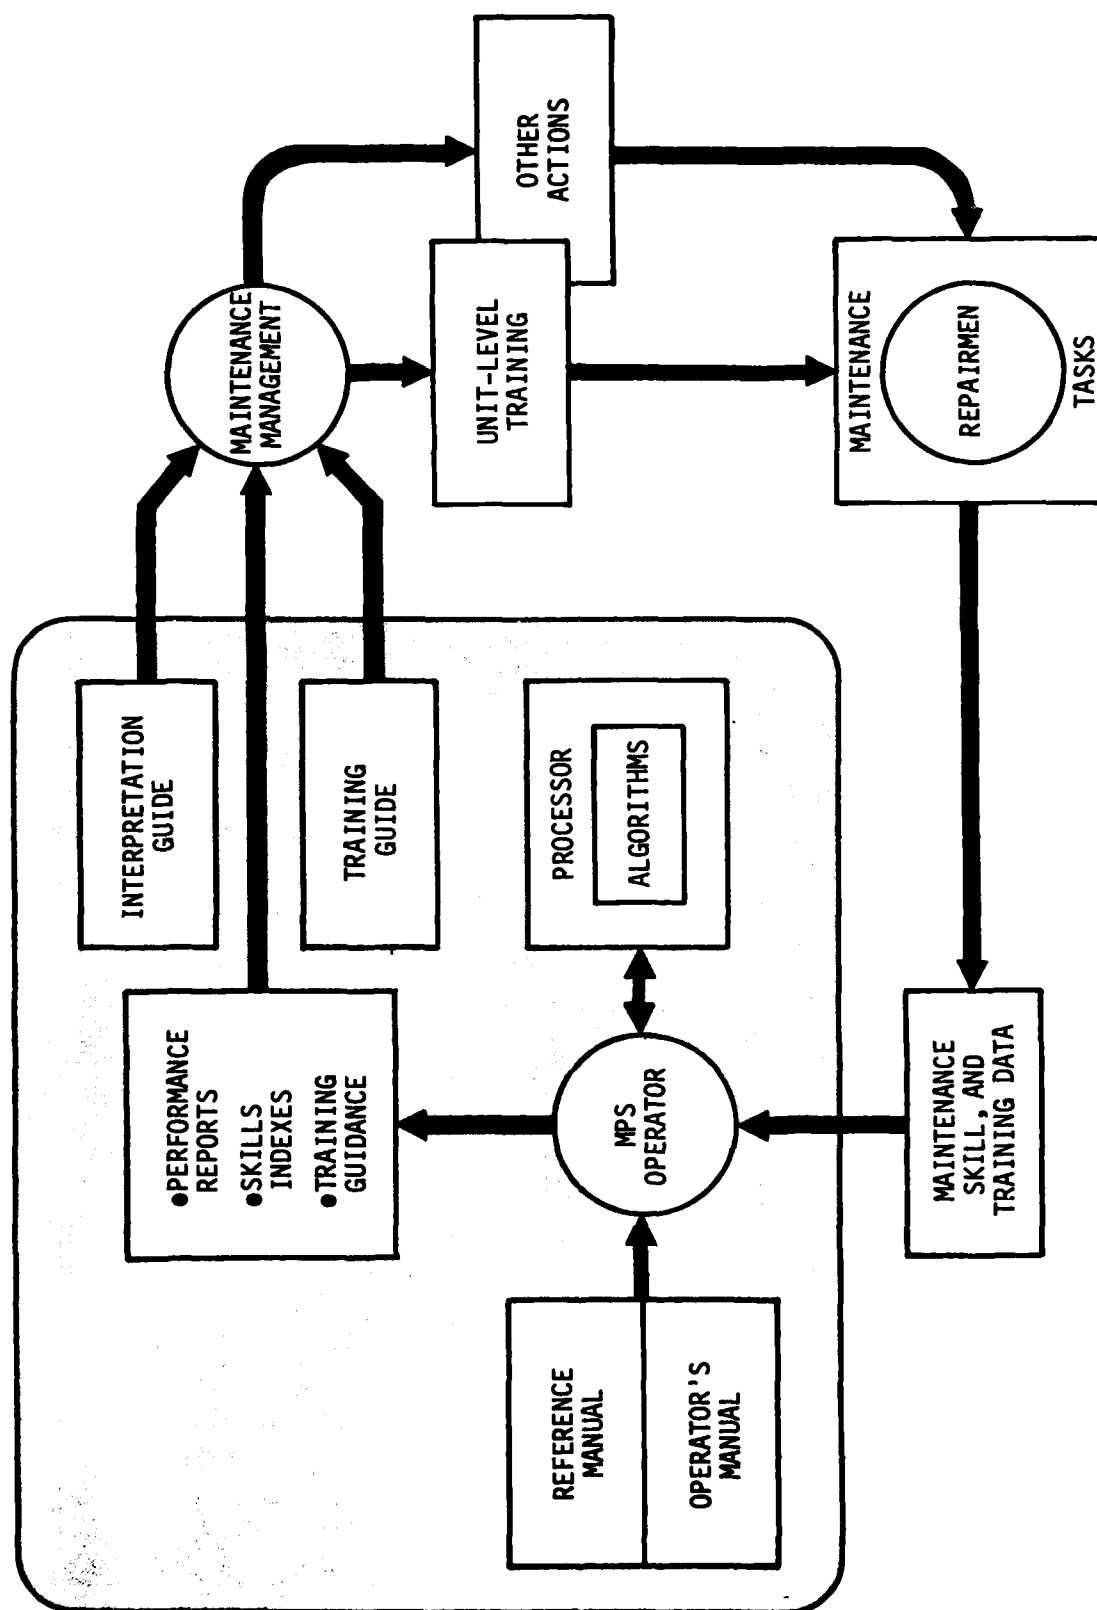 INTERPRETATION
GUIDE
●PERFORMANCE
REPORTS
●SKILLS
INDEXES
●TRAINING
GUIDANCE
TRAINING
GUIDE
MAINTENANCE
MANAGEMENT
REFERENCE
MANUAL
OPERATOR'S
MANUAL
MPS
OPERATOR
PROCESSOR
ALGORITHMS
UNIT-LEVEL
TRAINING
OTHER
ACTIONS
MAINTENANCE
SKILL, AND
TRAINING DATA
MAINTENANCE
REPAIRMEN
TASKS